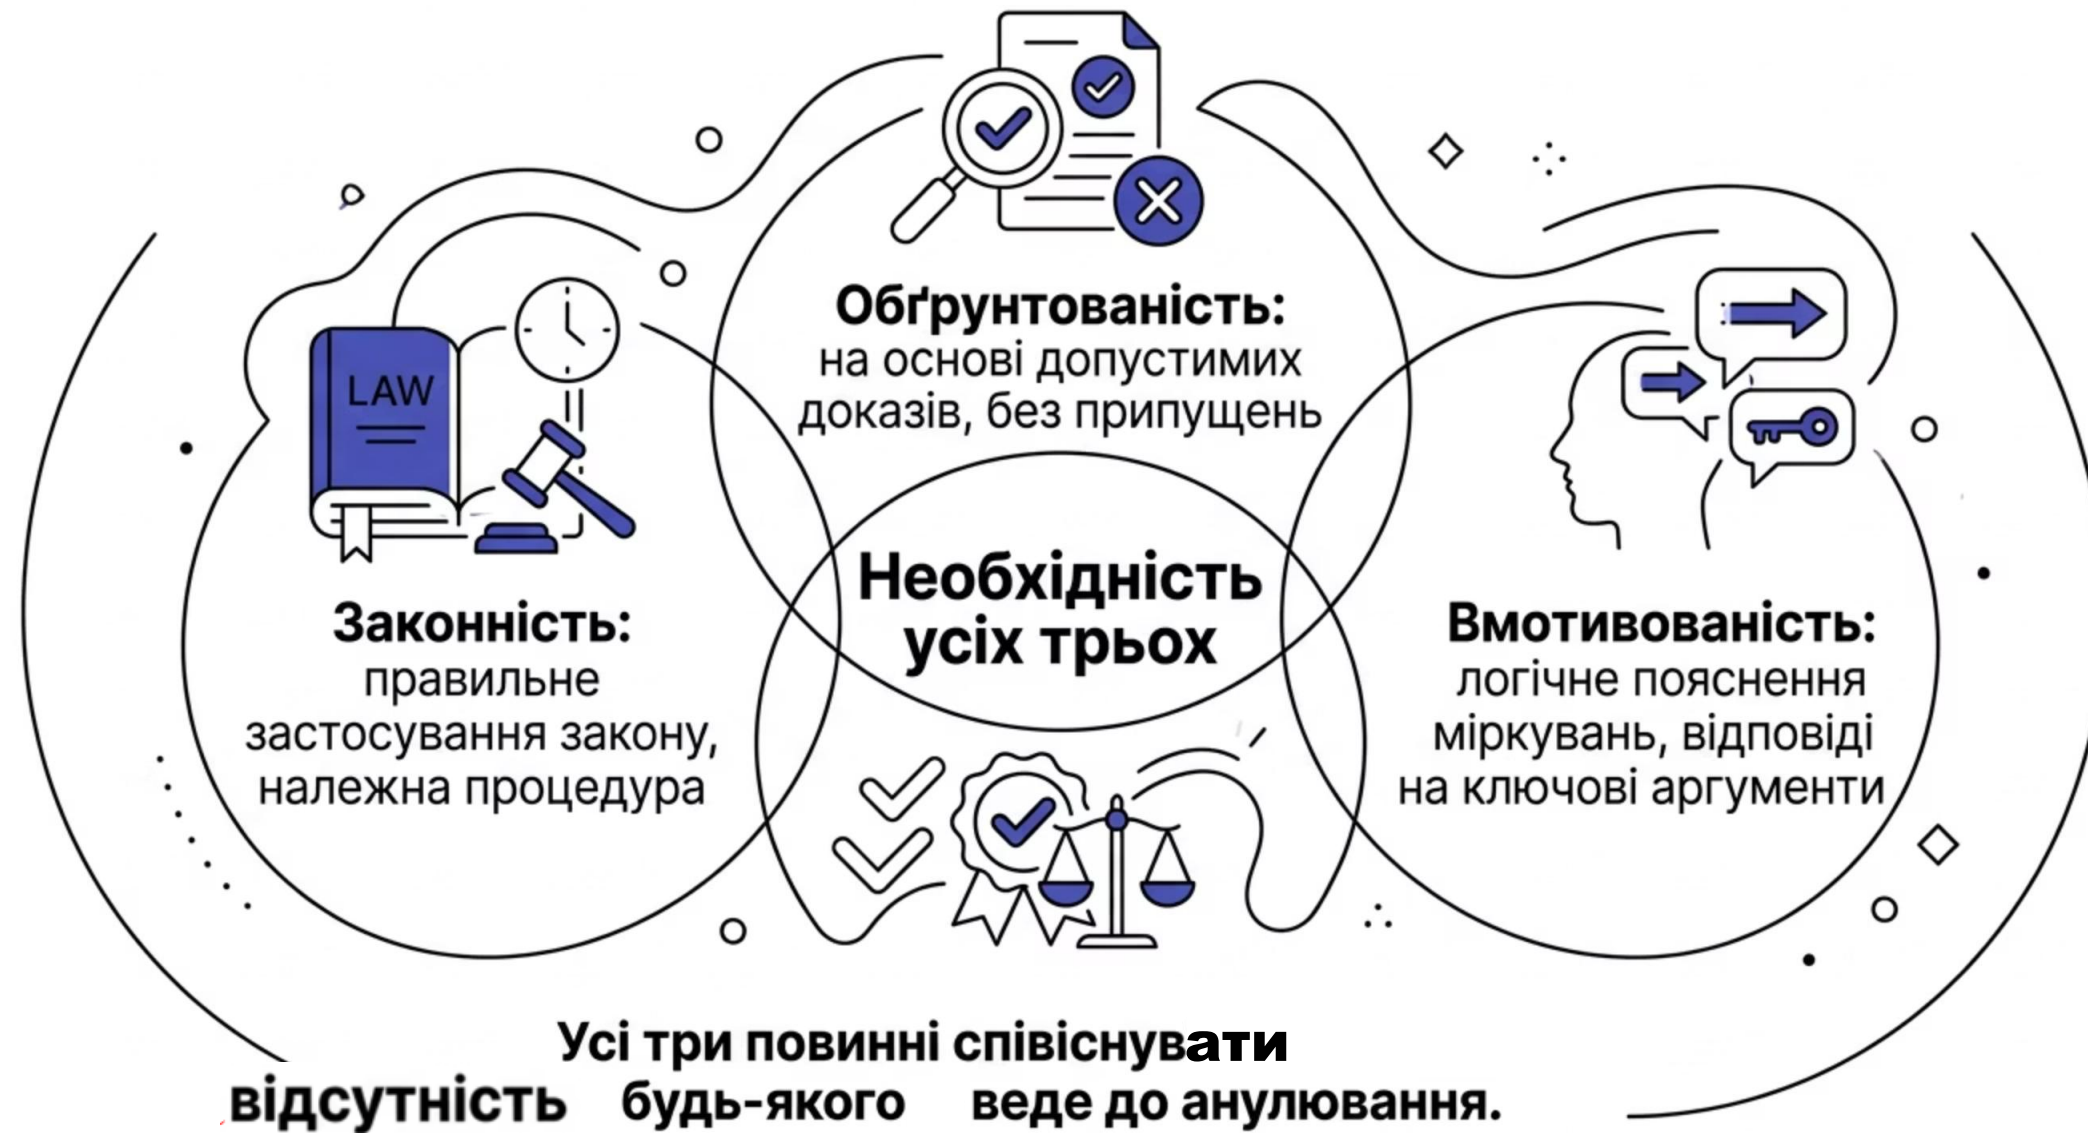 Обґрунтованість:
на основі допустимих
доказів, без припущень
LAW
Законність:
правильне
застосування закону,
належна процедура
Необхідність
усіх трьох
Вмотивованість:
логічне пояснення
міркувань, відповіді
на ключові аргументи
Усі три повинні співіснувати
відсутність будь-якого веде до анулювання.